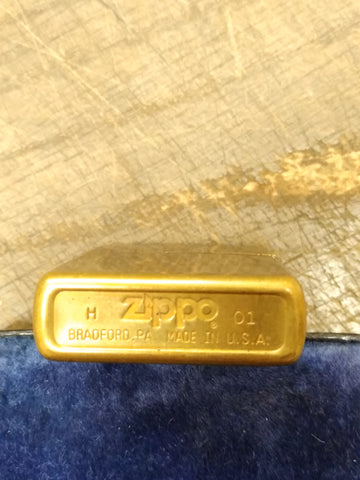 H Zippo® 01
BRADFORD, PA. MADE IN U.S.A.